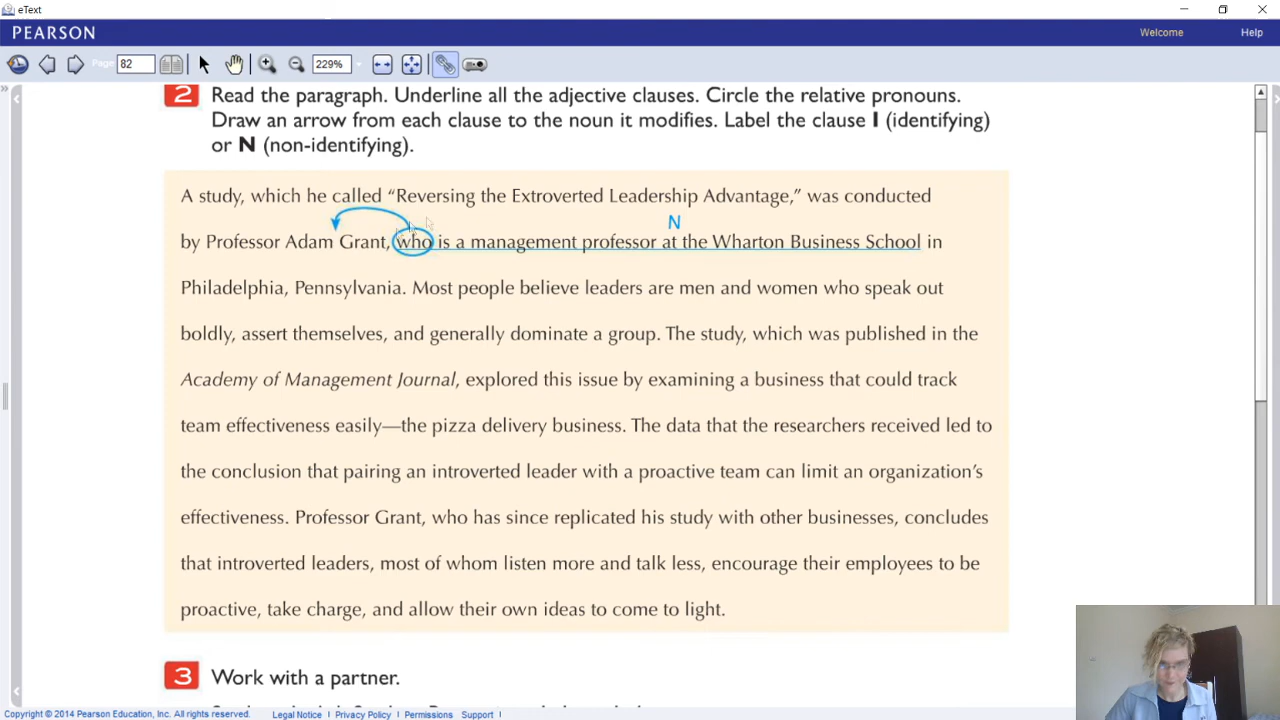 eText
PEARSON
Welcome
Help
Page: 82
229%
2 Read the paragraph. Underline all the adjective clauses. Circle the relative pronouns.
Draw an arrow from each clause to the noun it modifies. Label the clause I (identifying)
or N (non-identifying).
A study, which he called “Reversing the Extroverted Leadership Advantage,” was conducted
N
by Professor Adam Grant, who is a management professor at the Wharton Business School in
Philadelphia, Pennsylvania. Most people believe leaders are men and women who speak out
boldly, assert themselves, and generally dominate a group. The study, which was published in the
Academy of Management Journal, explored this issue by examining a business that could track
team effectiveness easily—the pizza delivery business. The data that the researchers received led to
the conclusion that pairing an introverted leader with a proactive team can limit an organization’s
effectiveness. Professor Grant, who has since replicated his study with other businesses, concludes
that introverted leaders, most of whom listen more and talk less, encourage their employees to be
proactive, take charge, and allow their own ideas to come to light.
3 Work with a partner.
Copyright © 2014 Pearson Education, Inc. All rights reserved. Legal Notice | Privacy Policy | Permissions Support |